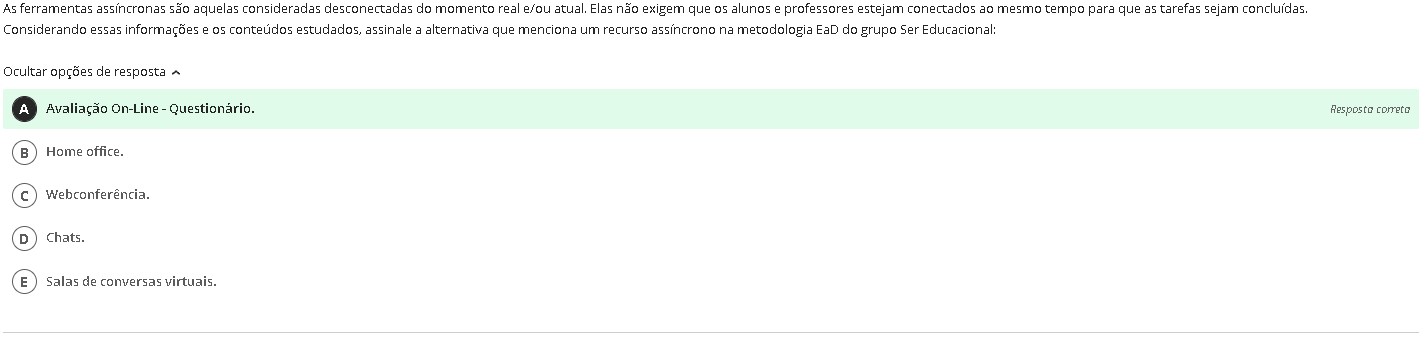 As ferramentas assíncronas são aquelas consideradas desconectadas do momento real e/ou atual. Elas não exigem que os alunos e professores estejam conectados ao mesmo tempo para que as tarefas sejam concluídas.
Considerando essas informações e os conteúdos estudados, assinale a alternativa que menciona um recurso assíncrono na metodologia EaD do grupo Ser Educacional:
Ocultar opções de resposta
A Avaliação On-Line - Questionário. Resposta correta
B Home office.
C Webconferência.
D Chats.
E Salas de conversas virtuais.